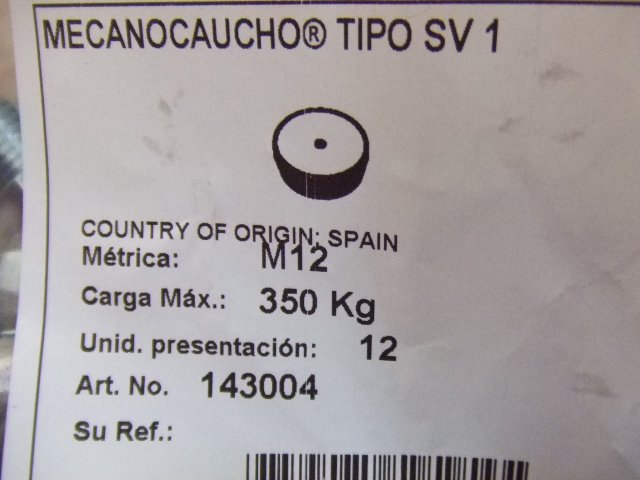 MECANOCAUCHO® TIPO SV 1
COUNTRY OF ORIGIN: SPAIN
Métrica: M12
Carga Máx.: 350 Kg
Unid. presentación: 12
Art. No. 143004
Su Ref.: